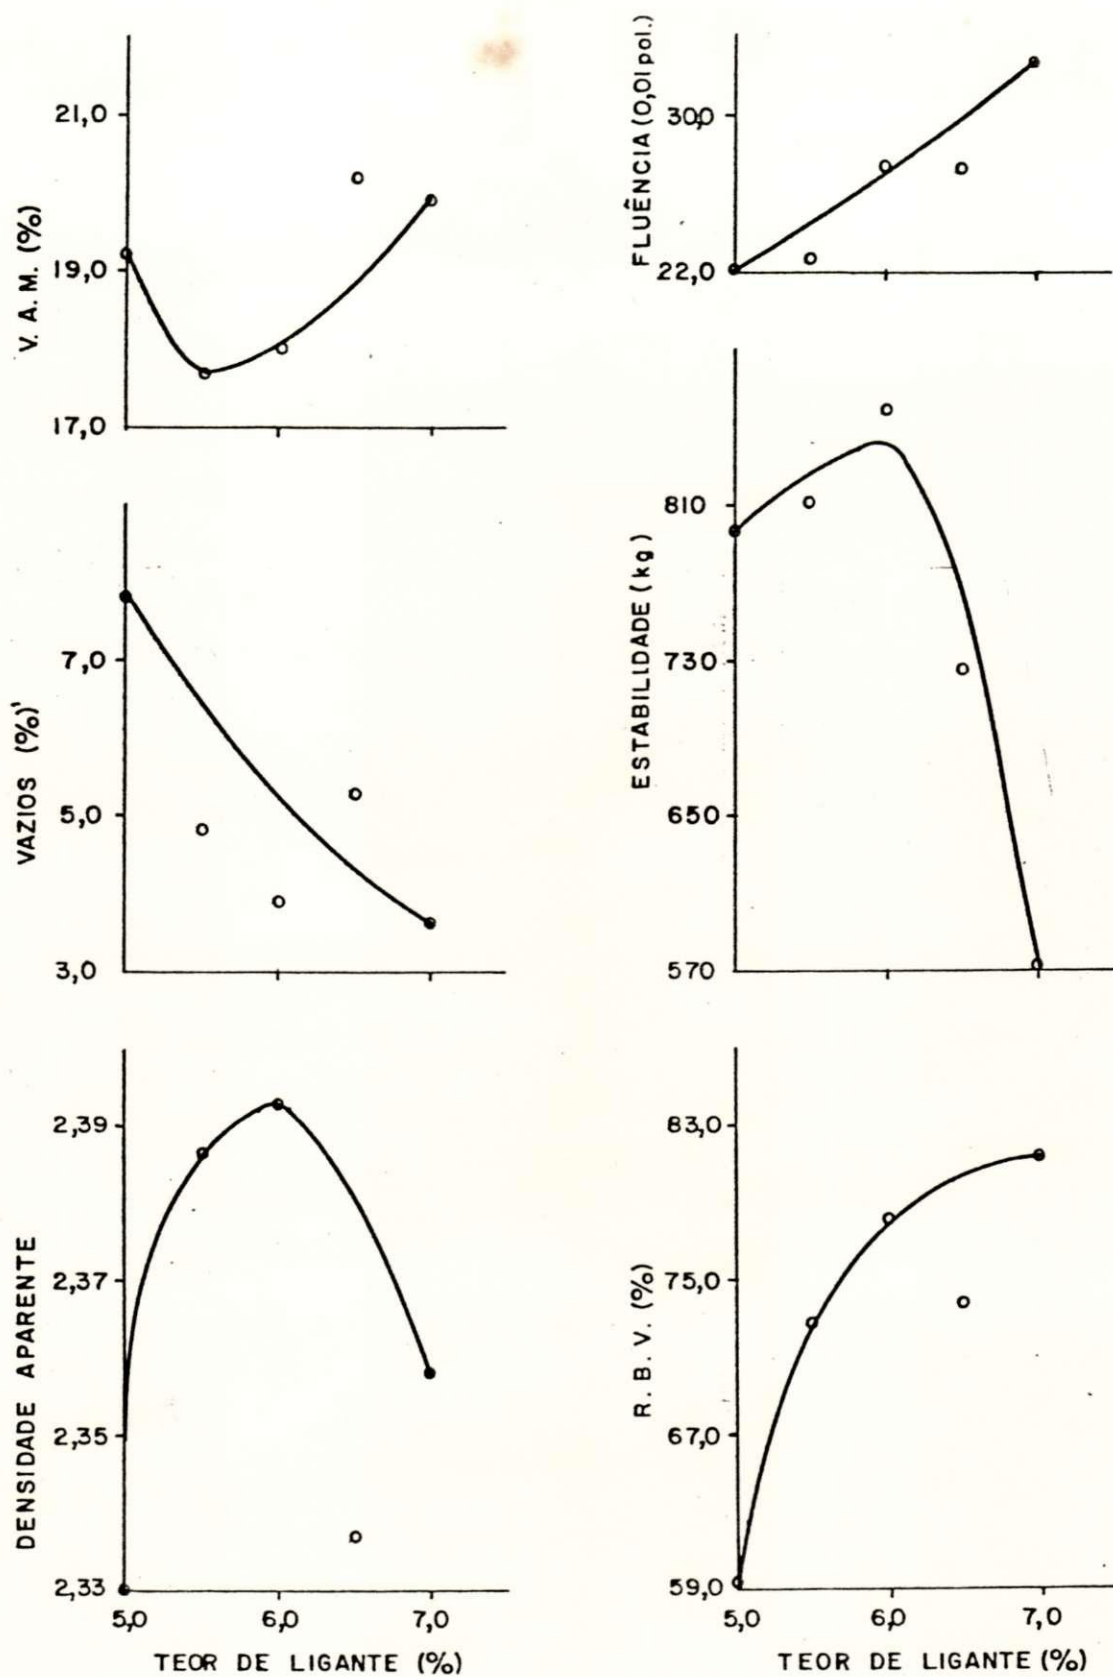 21,0
19,0
17,0
V. A. M. (%)
7,0
5,0
3,0
VAZIOS (%)'
2,39
2,37
2,35
2,33
DENSIDADE APARENTE
5,0 6,0 7,0
TEOR DE LIGANTE (%)
30,0
22,0
FLUÊNCIA (0,01 pol.)
810
730
650
570
ESTABILIDADE (kg)
83,0
75,0
67,0
59,0
R. B. V. (%)
5,0 6,0 7,0
TEOR DE LIGANTE (%)